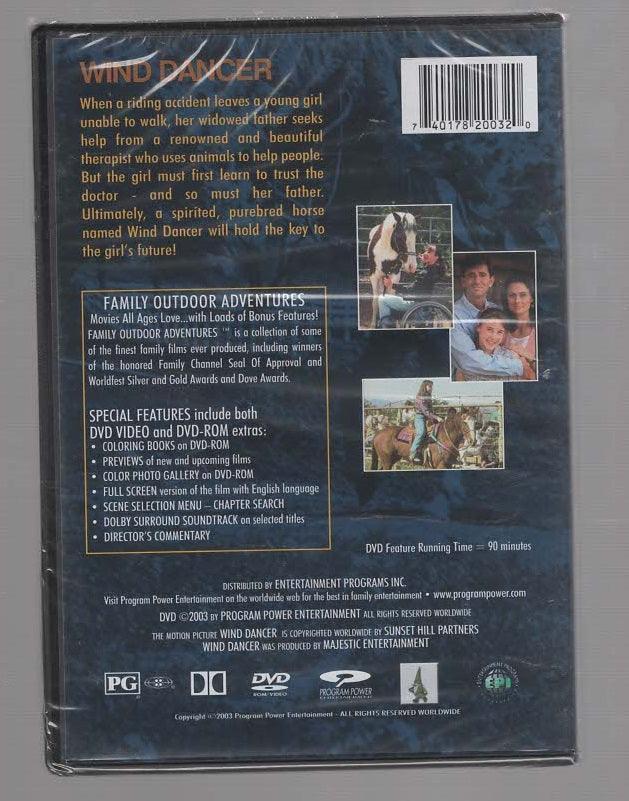 WIND DANCER
When a riding accident leaves a young girl
unable to walk, her widowed father seeks
help from a renowned and beautiful
therapist who uses animals to help people.
But the girl must first learn to trust the
doctor - and so must her father.
Ultimately, a spirited, purebred horse
named Wind Dancer will hold the key to
the girl's future!
7 40178 20032 0
FAMILY OUTDOOR ADVENTURES
Movies All Ages Love...with Loads of Bonus Features!
FAMILY OUTDOOR ADVENTURES ™ is a collection of some
of the finest family films ever produced, including winners
of the honored Family Channel Seal Of Approval and
Worldfest Silver and Gold Awards and Dove Awards.
SPECIAL FEATURES include both
DVD VIDEO and DVD-ROM extras:
• COLORING BOOKS on DVD-ROM
• PREVIEWS of new and upcoming films
• COLOR PHOTO GALLERY on DVD-ROM
• FULL SCREEN version of the film with English language
• SCENE SELECTION MENU – CHAPTER SEARCH
• DOLBY SURROUND SOUNDTRACK on selected titles
• DIRECTOR'S COMMENTARY
DVD Feature Running Time = 90 minutes
DISTRIBUTED BY ENTERTAINMENT PROGRAMS INC.
Visit Program Power Entertainment on the worldwide web for the best in family entertainment • www.programpower.com
DVD ©2003 BY PROGRAM POWER ENTERTAINMENT ALL RIGHTS RESERVED WORLDWIDE
THE MOTION PICTURE WIND DANCER IS COPYRIGHTED WORLDWIDE BY SUNSET HILL PARTNERS
WIND DANCER WAS PRODUCED BY MAJESTIC ENTERTAINMENT
PG
DVD
ROM/VIDEO
PROGRAM POWER
ENTERTAINMENT
EPI
Copyright ©2003 Program Power Entertainment - ALL RIGHTS RESERVED WORLDWIDE